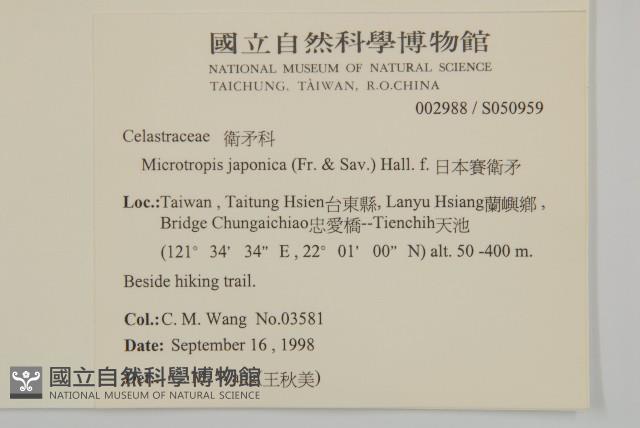 國立自然科學博物館
NATIONAL MUSEUM OF NATURAL SCIENCE
TAICHUNG, TAIWAN, R.O.CHINA
002988 / S050959
Celastraceae 衛矛科
Microtropis japonica (Fr. & Sav.) Hall. f. 日本賽衛矛
Loc.:Taiwan , Taitung Hsien台東縣, Lanyu Hsiang蘭嶼鄉 ,
Bridge Chungaichiao忠愛橋--Tienchih天池
(121° 34' 34" E , 22° 01' 00" N) alt. 50 -400 m.
Beside hiking trail.
Col.: C. M. Wang No.03581
Date: September 16 , 1998
王秋美)
國立自然科學博物館
NATIONAL MUSEUM OF NATURAL SCIENCE